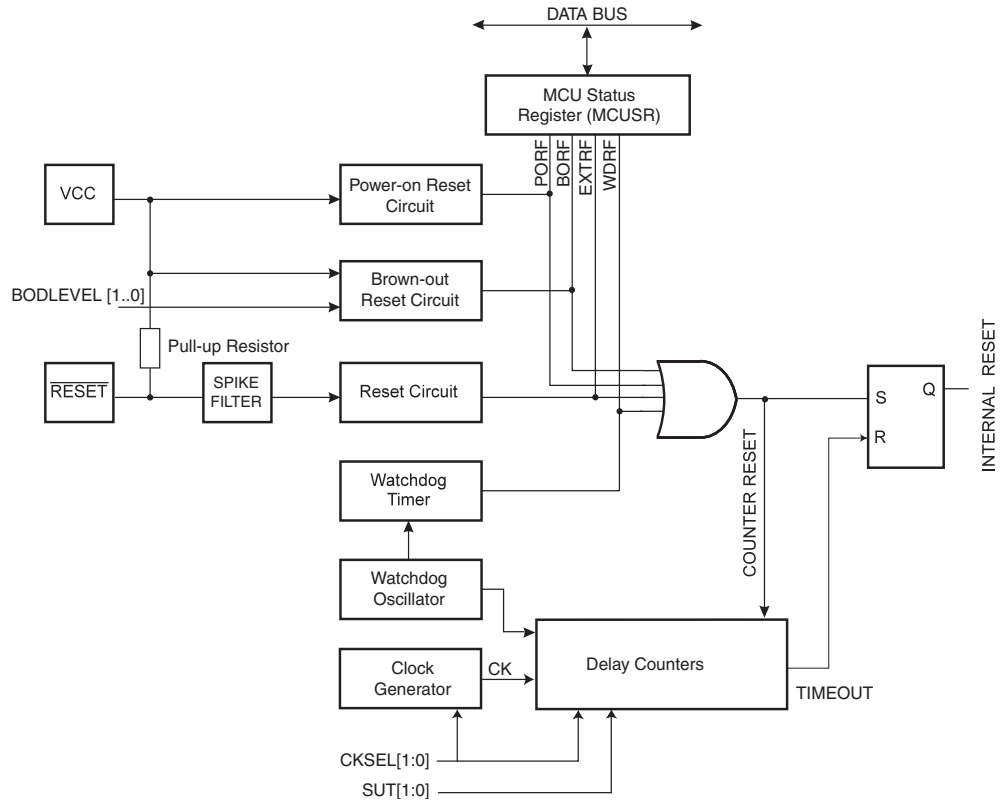 DATA BUS
MCU Status
Register (MCUSR)
PORF
BORF
EXTRF
WDRF
VCC
Power-on Reset
Circuit
Brown-out
Reset Circuit
BODLEVEL [1..0]
Pull-up Resistor
RESET
SPIKE
FILTER
Reset Circuit
S
Q
R
INTERNAL RESET
Watchdog
Timer
COUNTER RESET
Watchdog
Oscillator
Clock
Generator
CK
Delay Counters
TIMEOUT
CKSEL[1:0]
SUT[1:0]